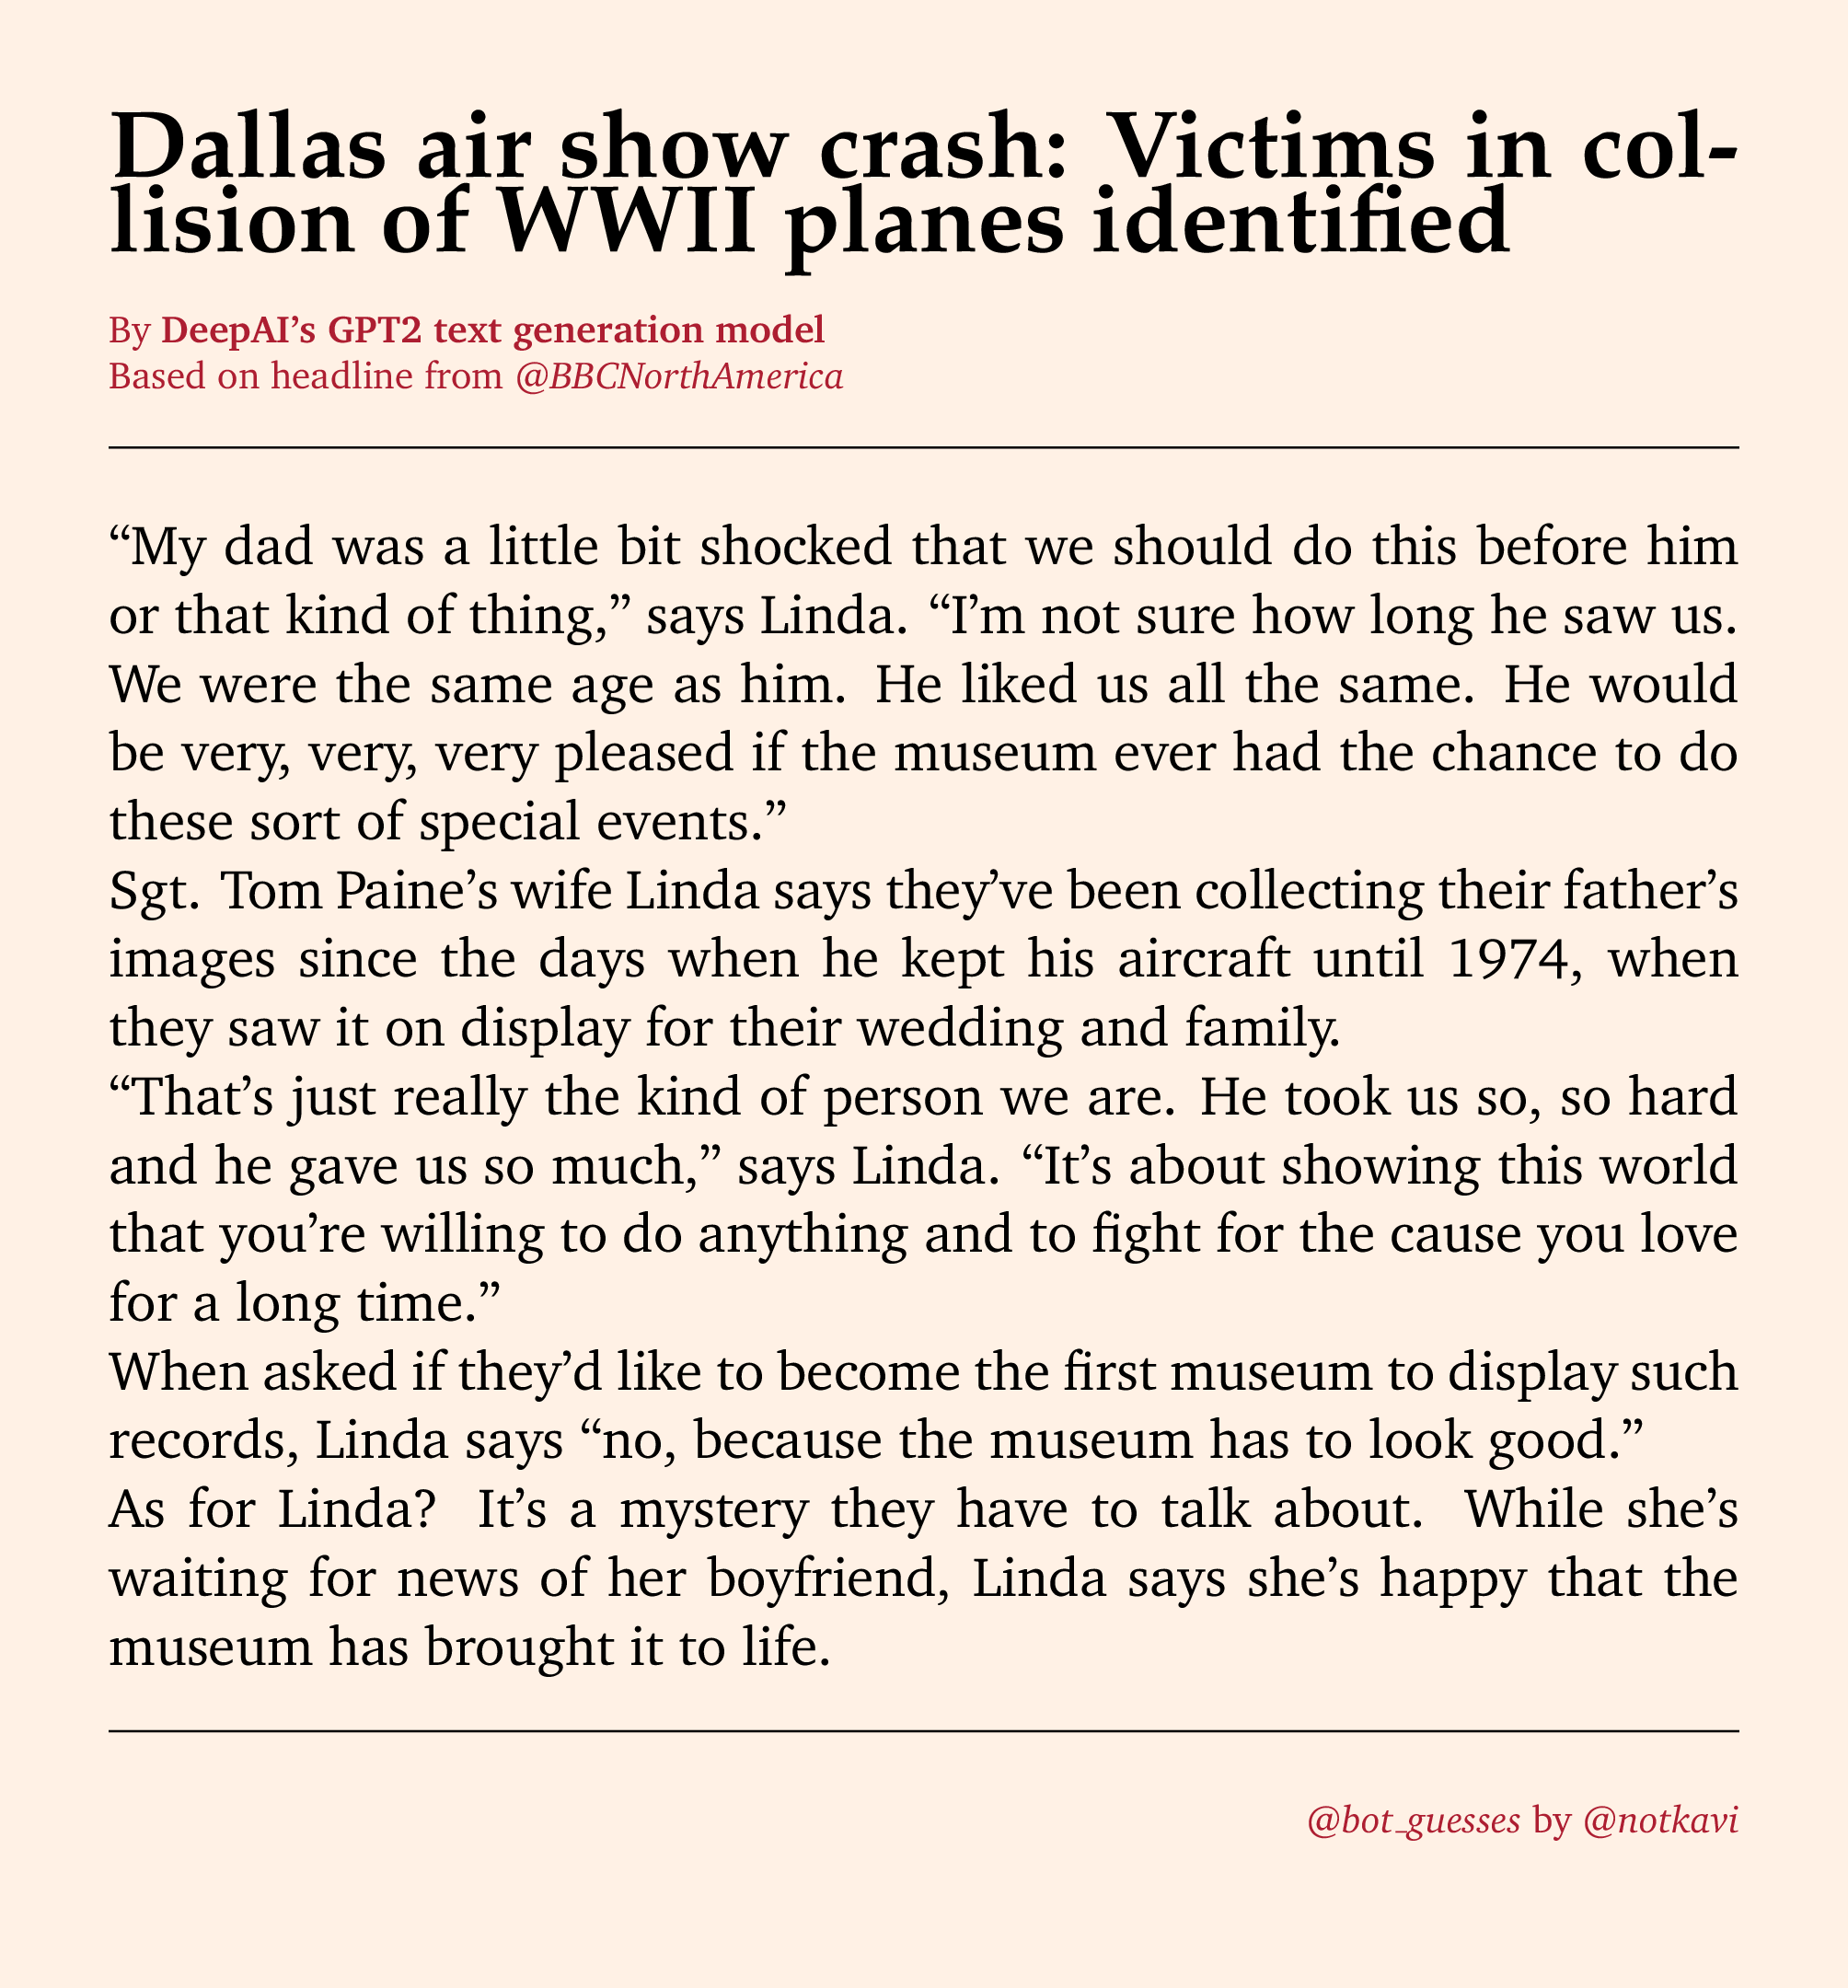 Dallas air show crash: Victims in col-
lision of WWII planes identified
By DeepAI’s GPT2 text generation model
Based on headline from @BBCNorthAmerica
“My dad was a little bit shocked that we should do this before him
or that kind of thing,” says Linda. “I’m not sure how long he saw us.
We were the same age as him. He liked us all the same. He would
be very, very, very pleased if the museum ever had the chance to do
these sort of special events.”
Sgt. Tom Paine’s wife Linda says they’ve been collecting their father’s
images since the days when he kept his aircraft until 1974, when
they saw it on display for their wedding and family.
“That’s just really the kind of person we are. He took us so, so hard
and he gave us so much,” says Linda. “It’s about showing this world
that you’re willing to do anything and to fight for the cause you love
for a long time.”
When asked if they’d like to become the first museum to display such
records, Linda says “no, because the museum has to look good.”
As for Linda? It’s a mystery they have to talk about. While she’s
waiting for news of her boyfriend, Linda says she’s happy that the
museum has brought it to life.
@bot_guesses by @notkavi